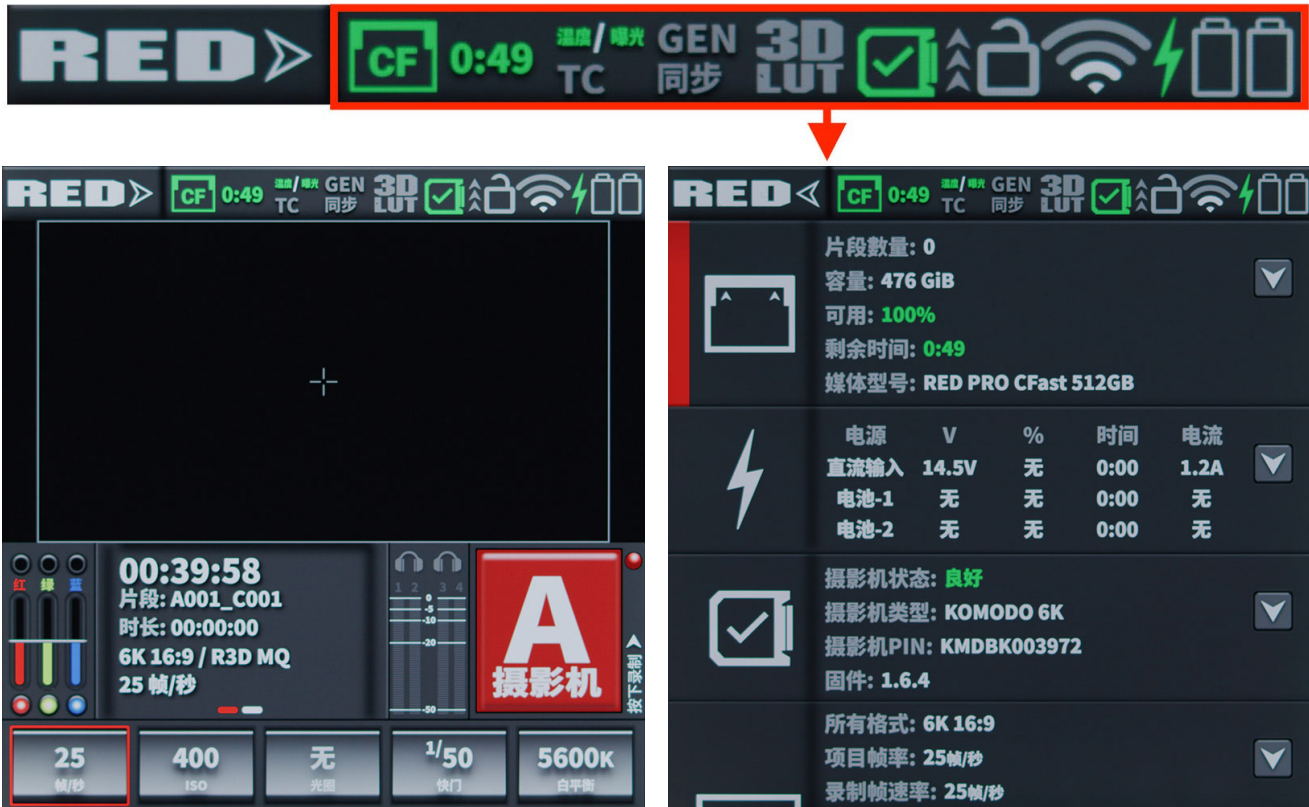 RED CF 0:49 温度/曝光 TC GEN 同步 3D LUT
RED CF 0:49 温度/曝光 TC GEN 同步 3D LUT
00:39:58
片段: A001_C001
时长: 00:00:00
6K 16:9 / R3D MQ
25 帧/秒
红 绿 蓝
1 2 3 4
0
-5
-10
-20
-50
A
摄影机
按下录制
25
帧/秒
400
ISO
无
光圈
1/50
快门
5600K
白平衡
RED CF 0:49 温度/曝光 TC GEN 同步 3D LUT
片段數量: 0
容量: 476 GiB
可用: 100%
剩余时间: 0:49
媒体型号: RED PRO CFast 512GB
电源 V % 时间 电流
直流输入 14.5V 无 0:00 1.2A
电池-1 无 无 0:00 无
电池-2 无 无 0:00 无
摄影机状态: 良好
摄影机类型: KOMODO 6K
摄影机PIN: KMDBK003972
固件: 1.6.4
所有格式: 6K 16:9
项目帧率: 25帧/秒
录制帧速率: 25帧/秒